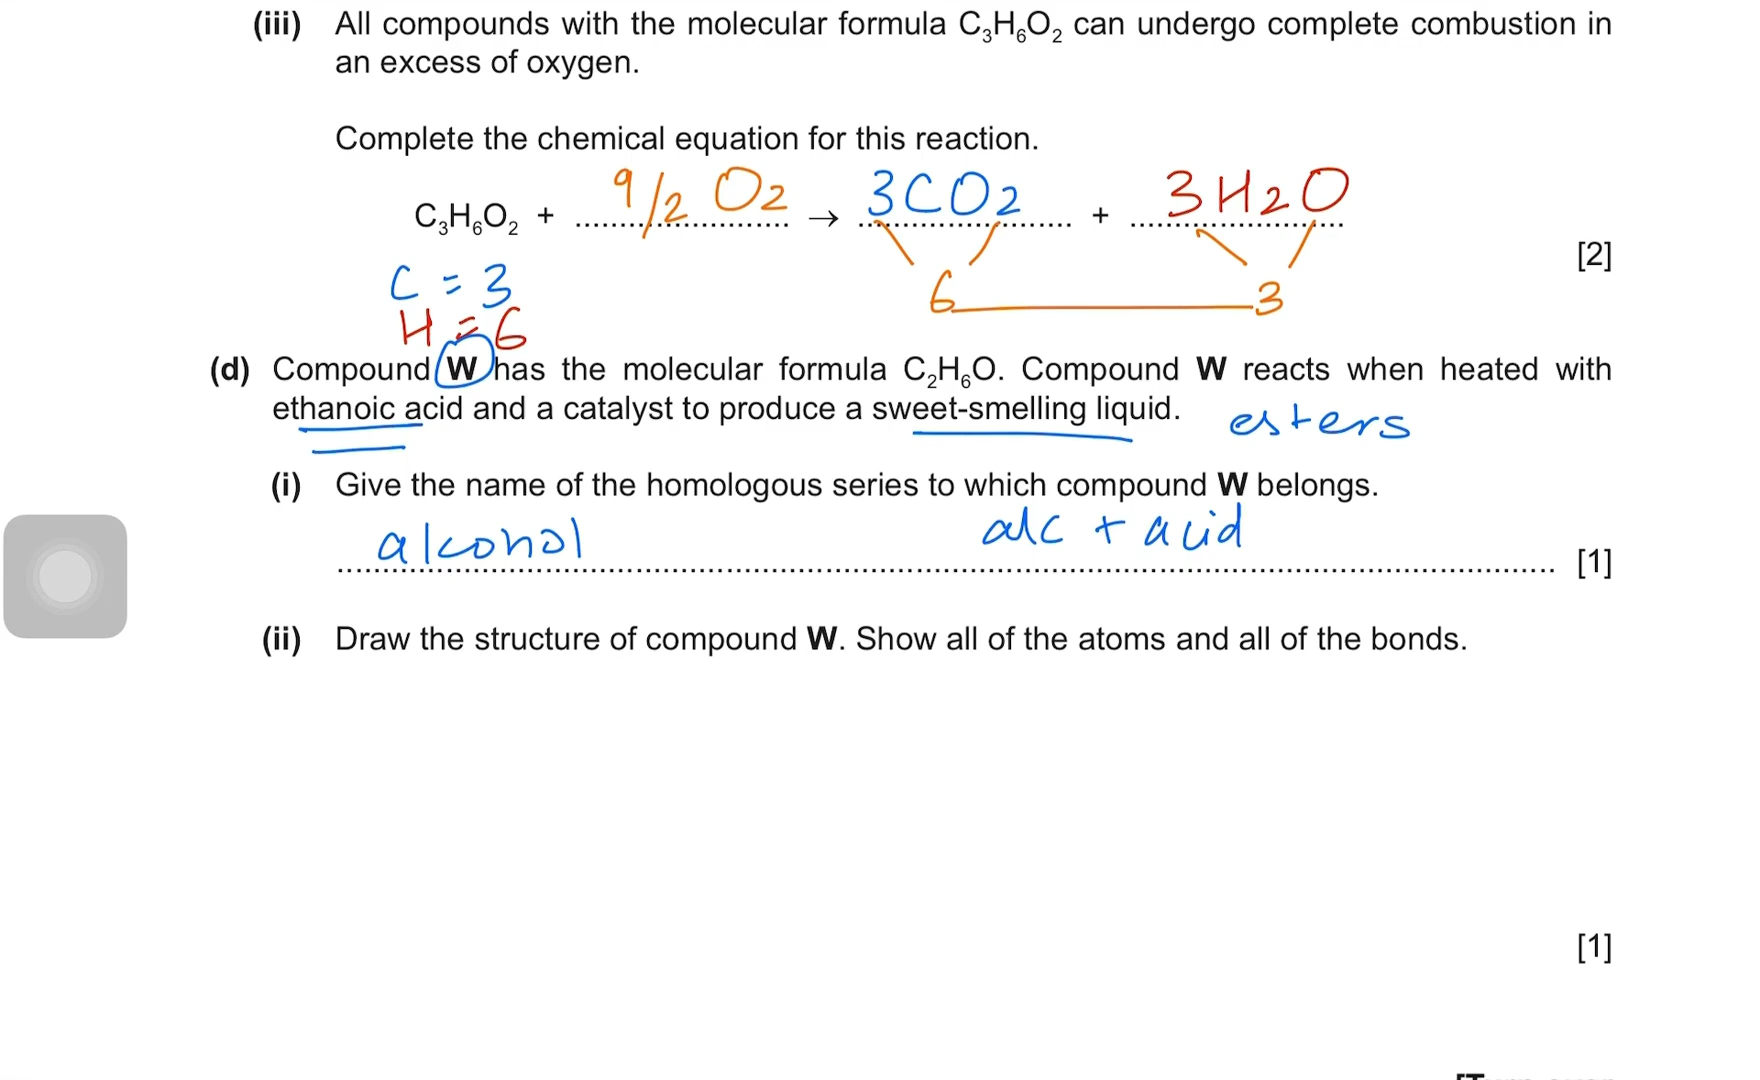 (iii) All compounds with the molecular formula C₃H₆O₂ can undergo complete combustion in
an excess of oxygen.
Complete the chemical equation for this reaction.
C₃H₆O₂ + 9/2 O₂ → 3CO₂ + 3H₂O
[2]
C = 3
6 3
H = 6
(d) Compound W has the molecular formula C₂H₆O. Compound W reacts when heated with
ethanoic acid and a catalyst to produce a sweet-smelling liquid. esters
(i) Give the name of the homologous series to which compound W belongs.
alcohol alc + acid
[1]
(ii) Draw the structure of compound W. Show all of the atoms and all of the bonds.
[1]